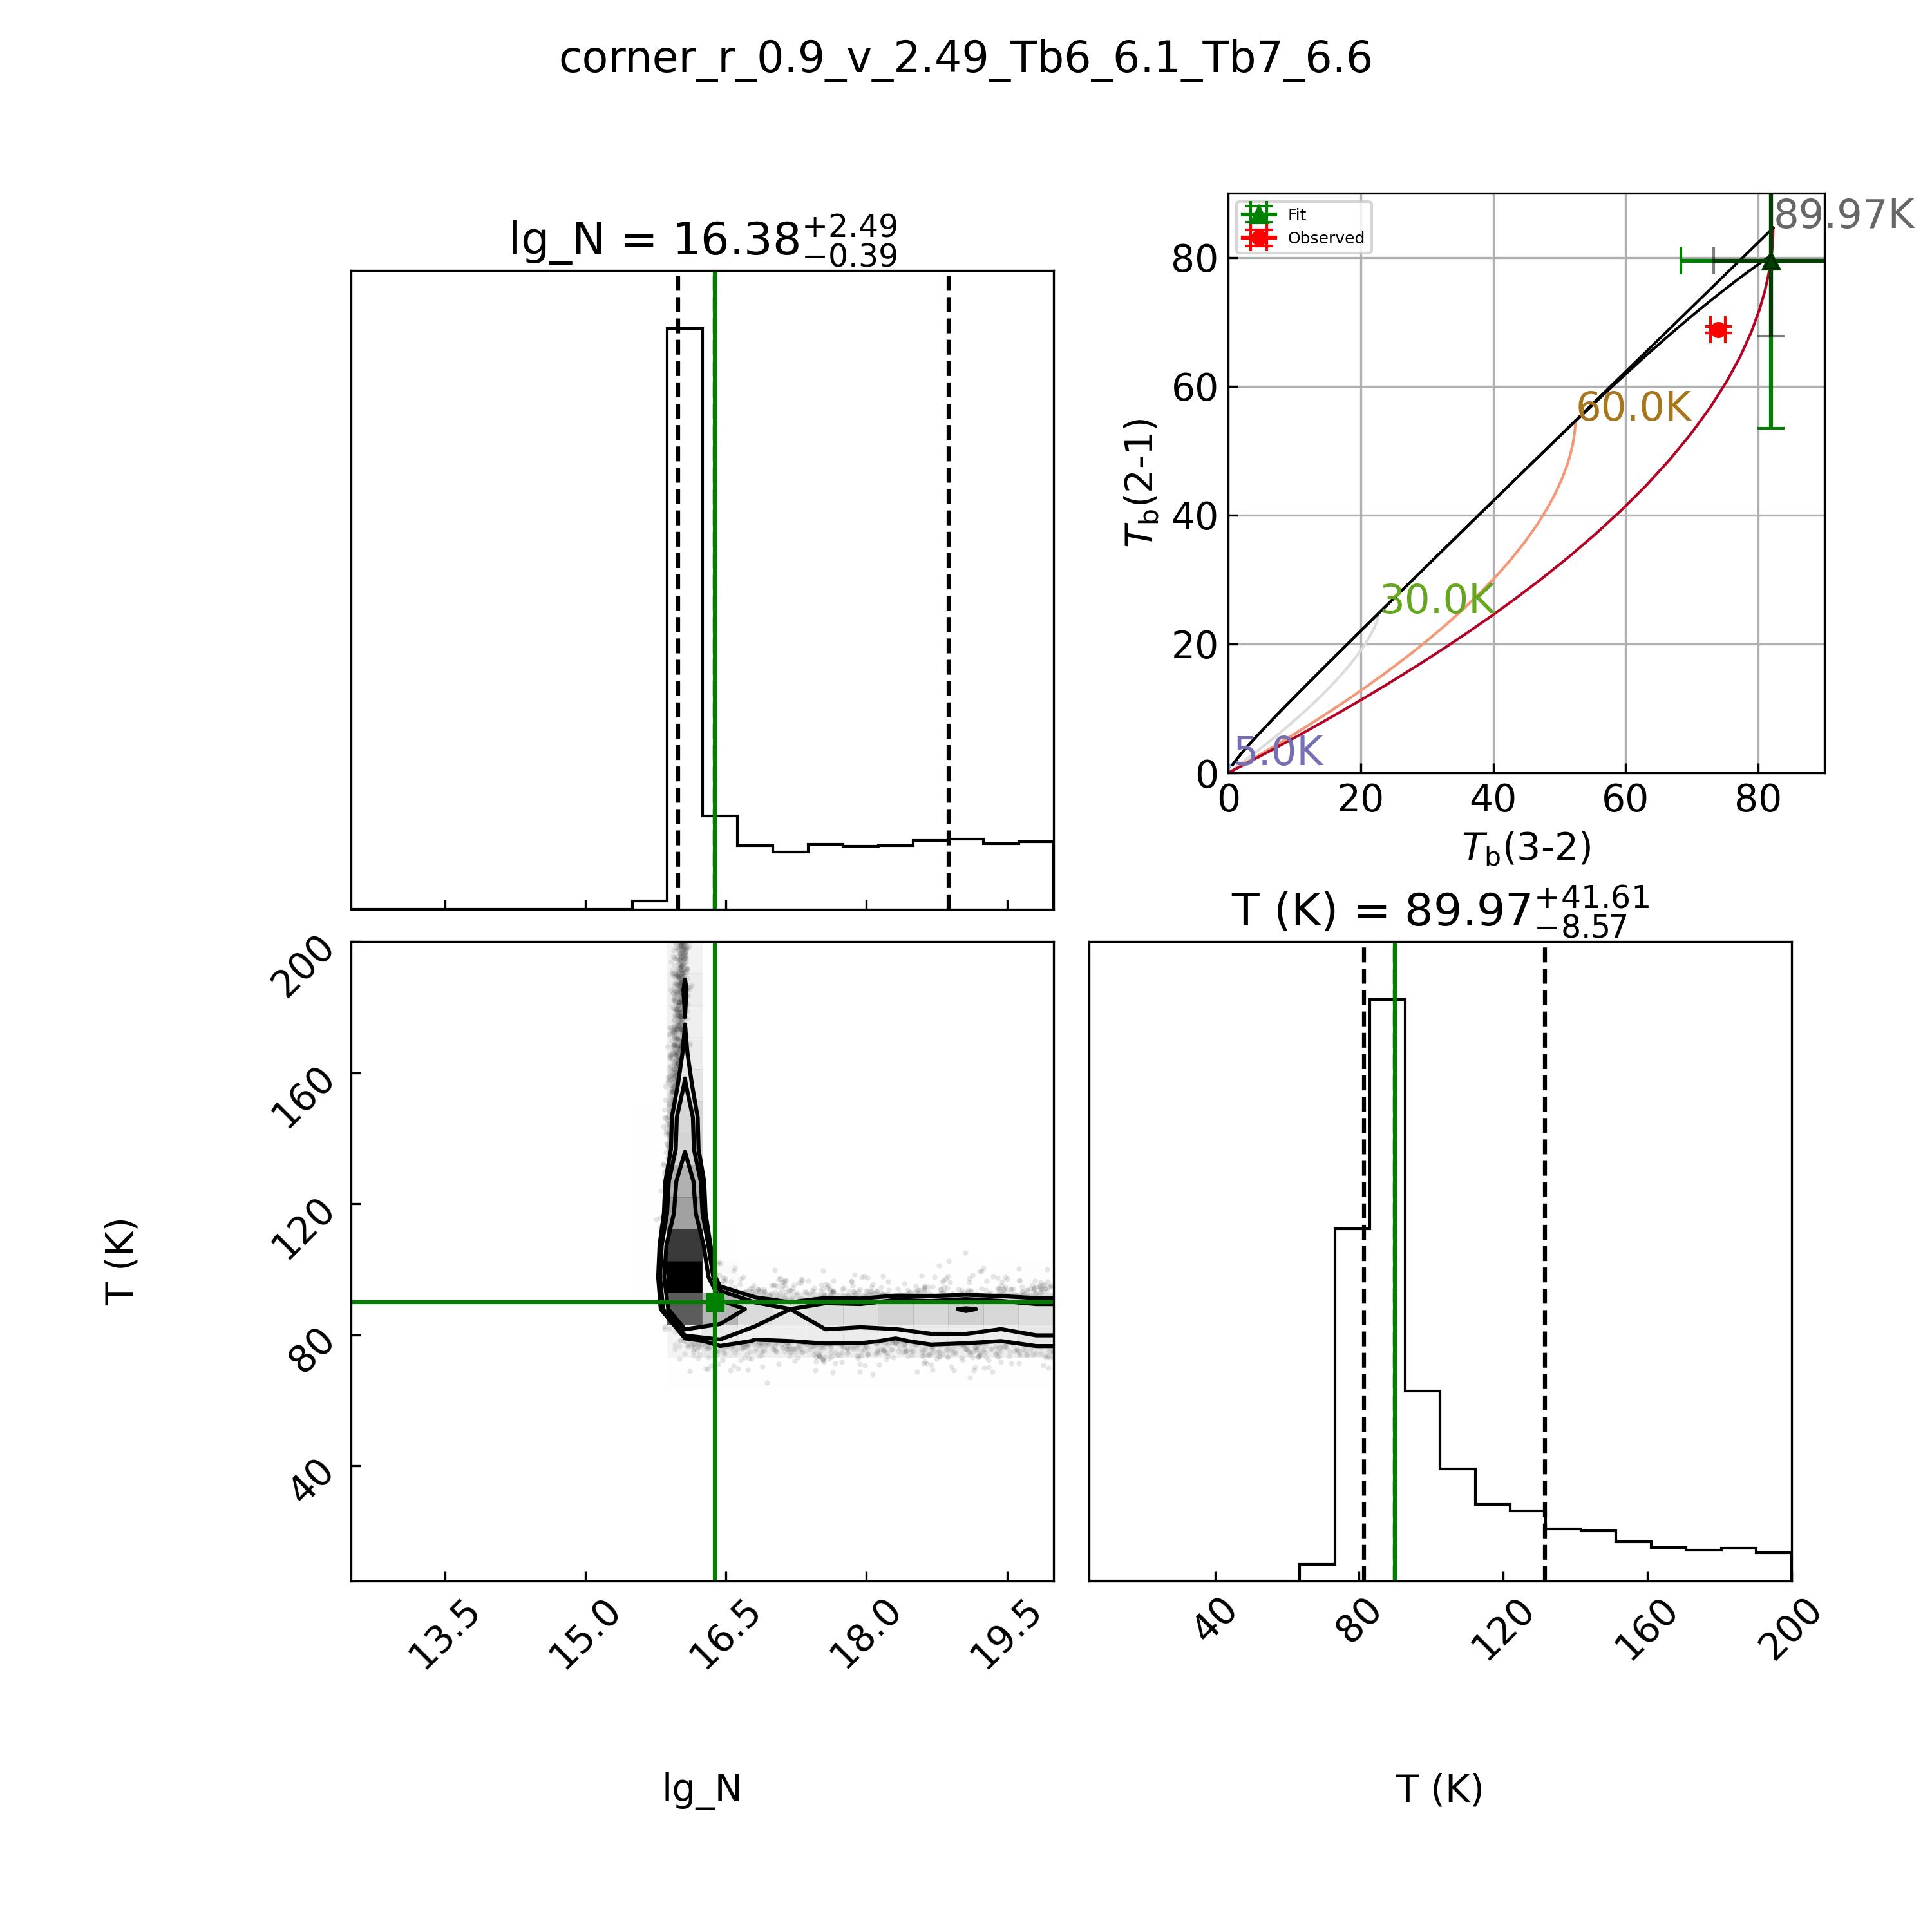 corner_r_0.9_v_2.49_Tb6_6.1_Tb7_6.6
lg_N = 16.38+2.49−0.39
Fit
Observed
89.97K
60.0K
30.0K
5.0K
80
60
40
20
0
0 20 40 60 80
Tb(2-1)
Tb(3-2)
T (K) = 89.97+41.61−8.57
200
160
120
80
40
T (K)
13.5 15.0 16.5 18.0 19.5
lg_N
40 80 120 160 200
T (K)